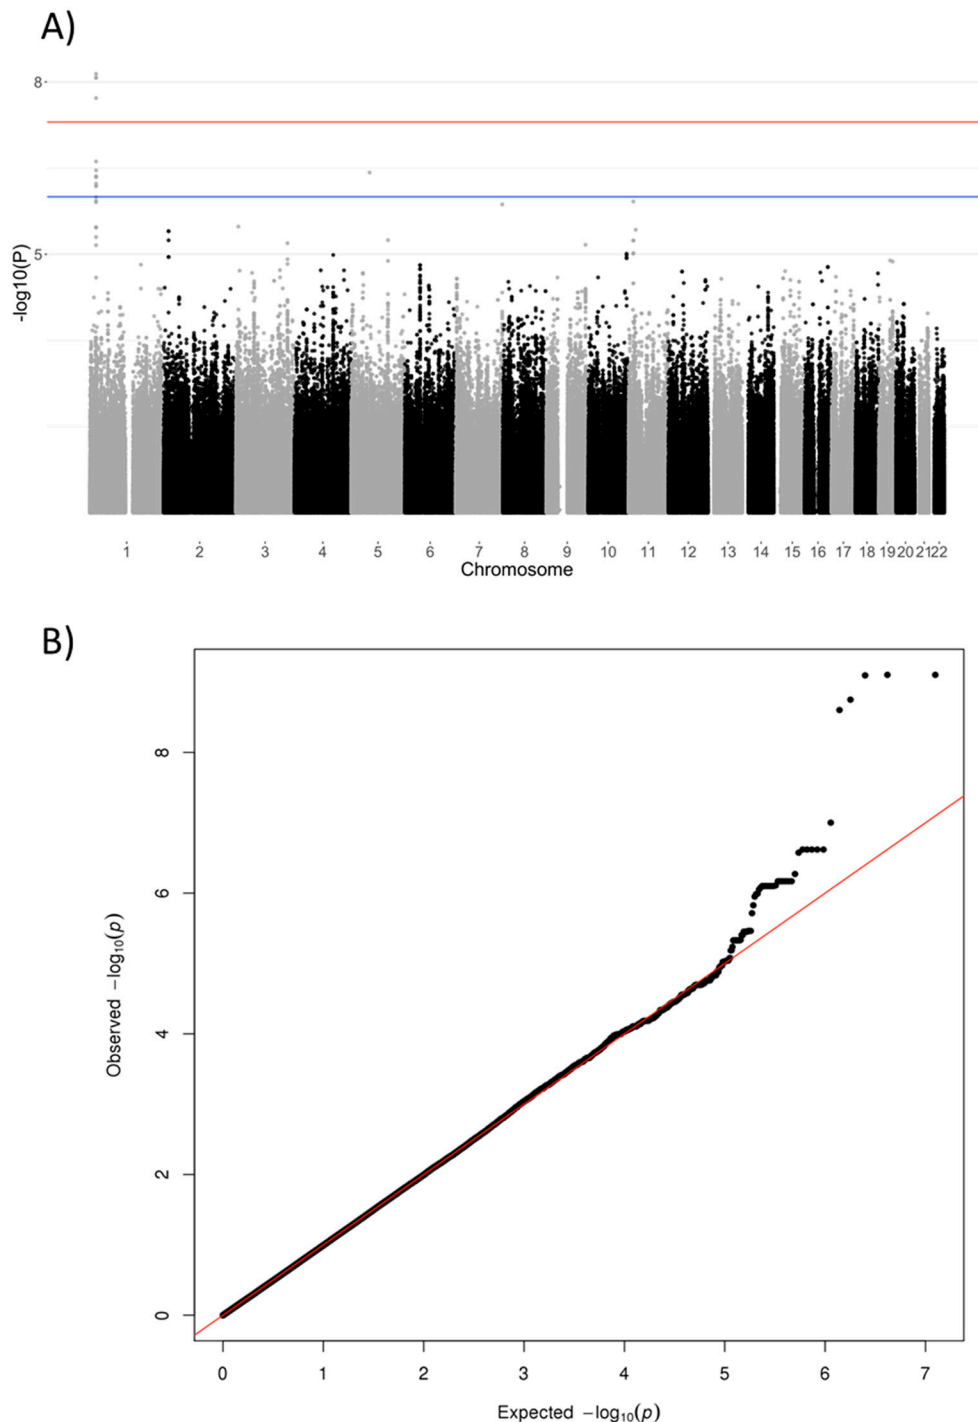 A)
8
5
-log10(P)
1 2 3 4 5 6 7 8 9 10 11 12 13 14 15 16 17 18 19 20 21 22
Chromosome
B)
8
6
4
2
0
Observed −log10(p)
0 1 2 3 4 5 6 7
Expected −log10(p)